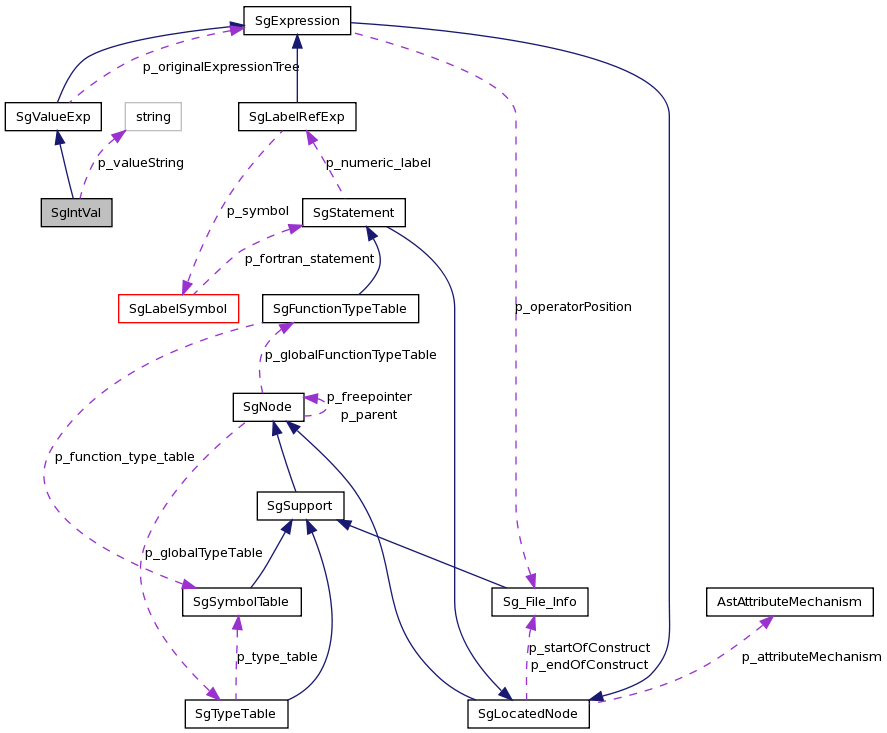 SgExpression
p_originalExpressionTree
SgValueExp
string
SgLabelRefExp
p_valueString
p_numeric_label
SgIntVal
p_symbol
SgStatement
p_fortran_statement
SgLabelSymbol
SgFunctionTypeTable
p_operatorPosition
p_globalFunctionTypeTable
SgNode
p_freepointer
p_parent
p_function_type_table
SgSupport
p_globalTypeTable
SgSymbolTable
Sg_File_Info
AstAttributeMechanism
p_type_table
p_startOfConstruct
p_endOfConstruct
p_attributeMechanism
SgTypeTable
SgLocatedNode